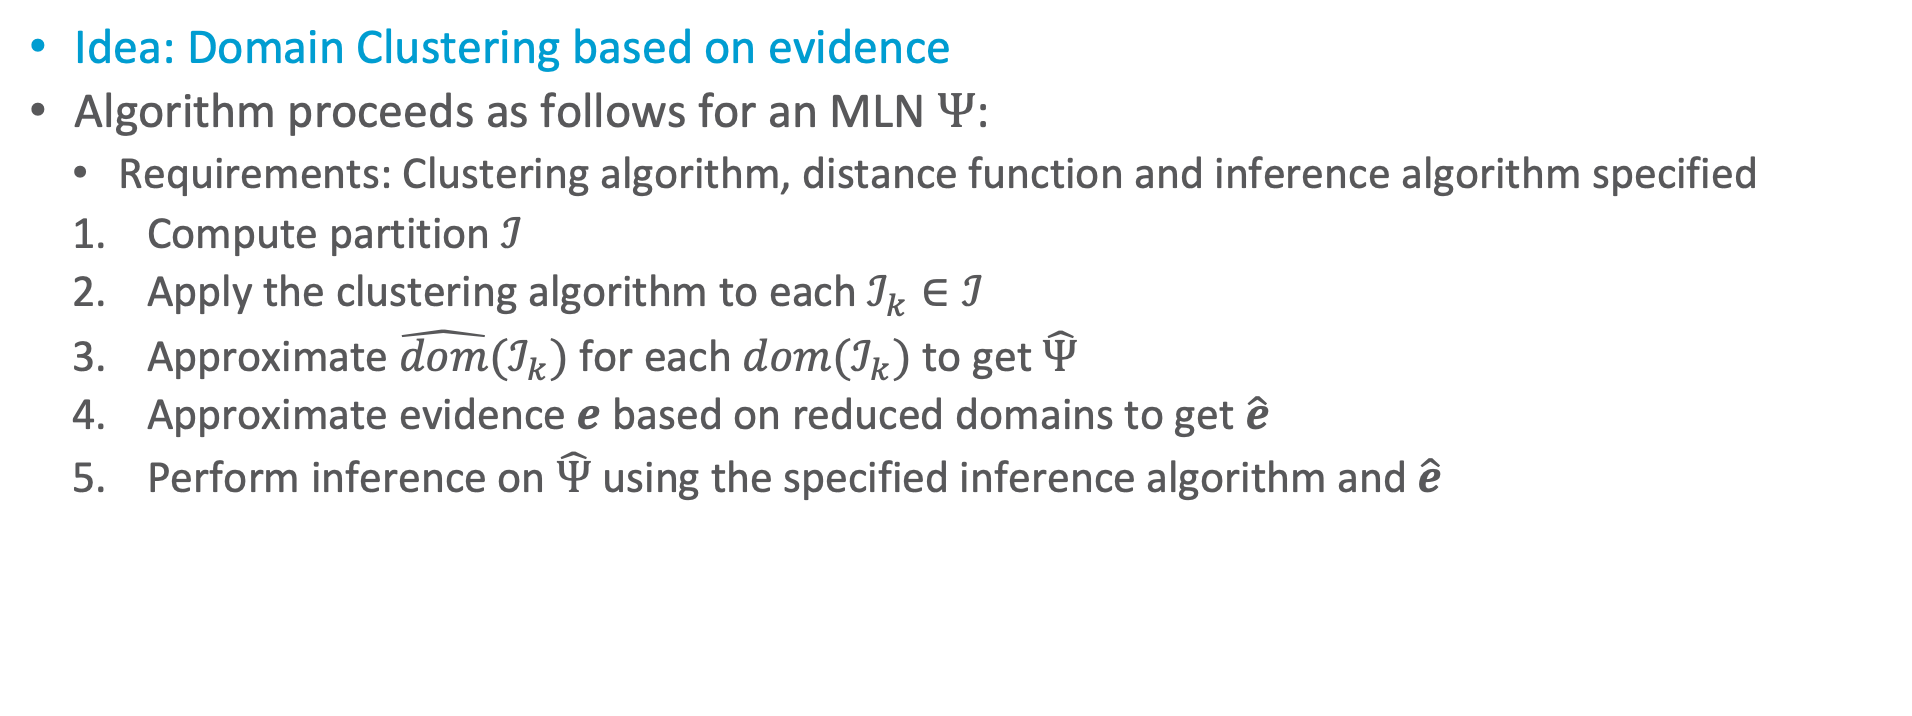 • Idea: Domain Clustering based on evidence
• Algorithm proceeds as follows for an MLN Ψ:
• Requirements: Clustering algorithm, distance function and inference algorithm specified
1. Compute partition ℐ
2. Apply the clustering algorithm to each ℐₖ ∈ ℐ
3. Approximate \widehat{dom}(ℐₖ) for each dom(ℐₖ) to get Ψ̂
4. Approximate evidence e based on reduced domains to get ê
5. Perform inference on Ψ̂ using the specified inference algorithm and ê